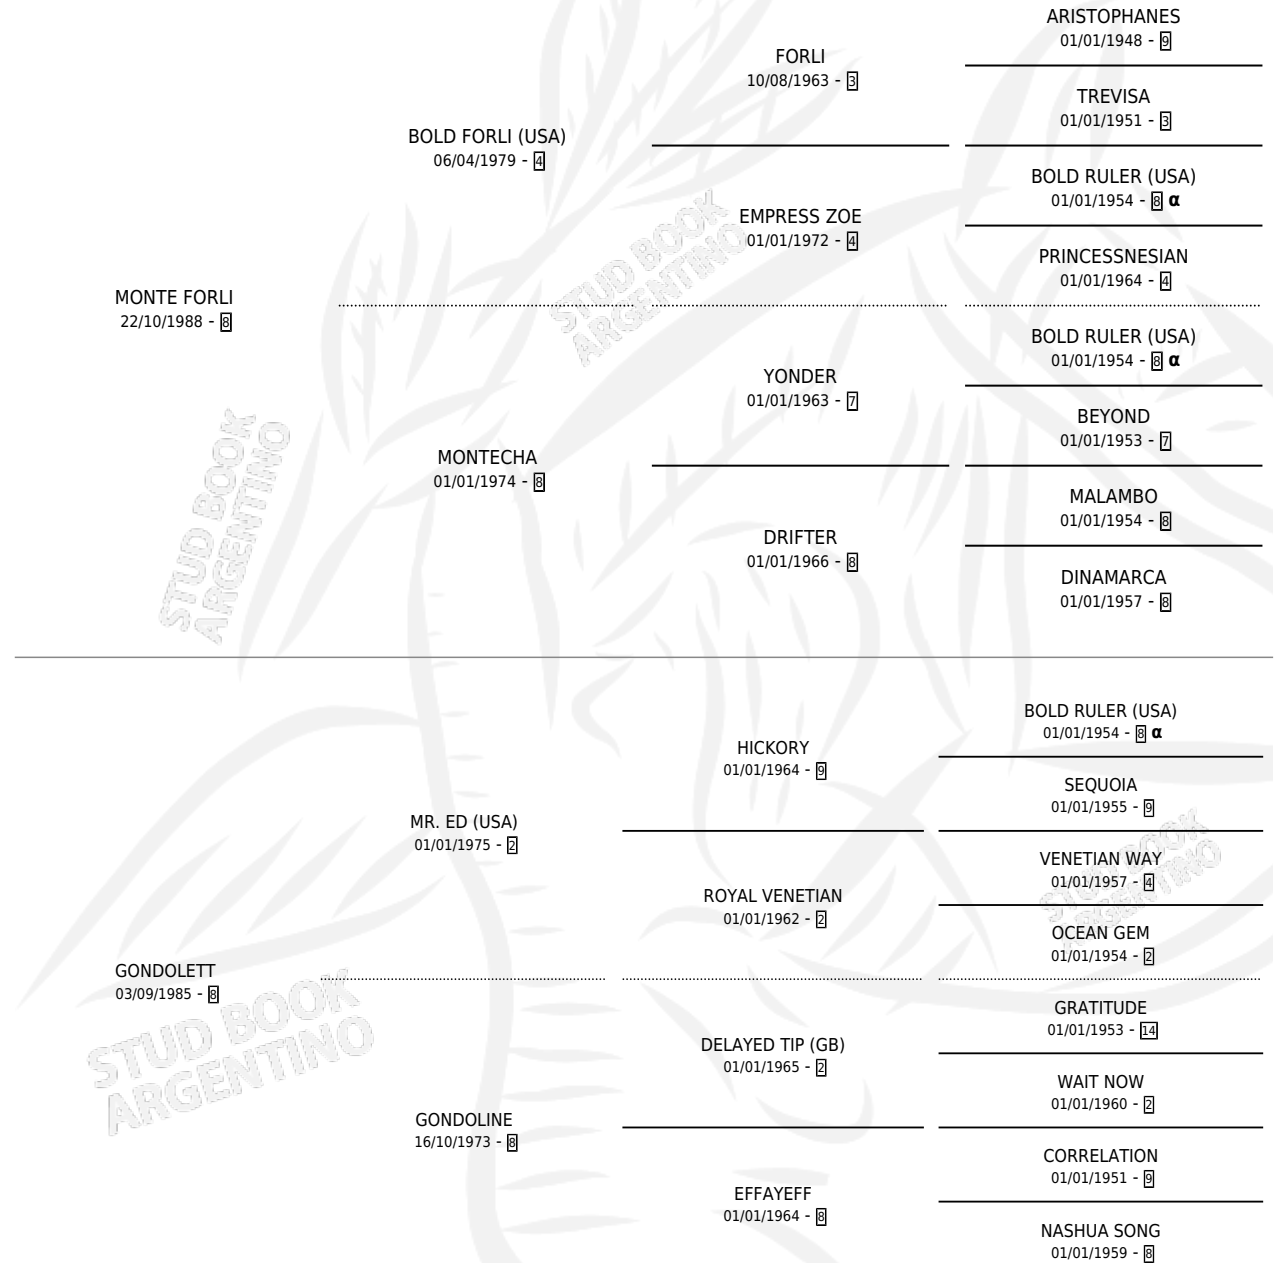 ARISTOPHANES
01/01/1948 - 9
FORLI
10/08/1963 - 3
TREVISA
01/01/1951 - 3
BOLD FORLI (USA)
06/04/1979 - 4
BOLD RULER (USA)
01/01/1954 - 8 α
EMPRESS ZOE
01/01/1972 - 4
PRINCESSNESIAN
01/01/1964 - 4
MONTE FORLI
22/10/1988 - 8
BOLD RULER (USA)
01/01/1954 - 8 α
YONDER
01/01/1963 - 7
BEYOND
01/01/1953 - 7
MONTECHA
01/01/1974 - 8
MALAMBO
01/01/1954 - 8
DRIFTER
01/01/1966 - 8
DINAMARCA
01/01/1957 - 8
BOLD RULER (USA)
01/01/1954 - 8 α
HICKORY
01/01/1964 - 9
SEQUOIA
01/01/1955 - 9
MR. ED (USA)
01/01/1975 - 2
VENETIAN WAY
01/01/1957 - 4
ROYAL VENETIAN
01/01/1962 - 2
OCEAN GEM
01/01/1954 - 2
GONDOLETT
03/09/1985 - 8
GRATITUDE
01/01/1953 - 14
DELAYED TIP (GB)
01/01/1965 - 2
WAIT NOW
01/01/1960 - 2
GONDOLINE
16/10/1973 - 8
CORRELATION
01/01/1951 - 9
EFFAYEFF
01/01/1964 - 8
NASHUA SONG
01/01/1959 - 8
STUD BOOK
ARGENTINO
STUD BOOK
ARGENTINO
STUD BOOK
ARGENTINO
STUD BOOK
ARGENTINO